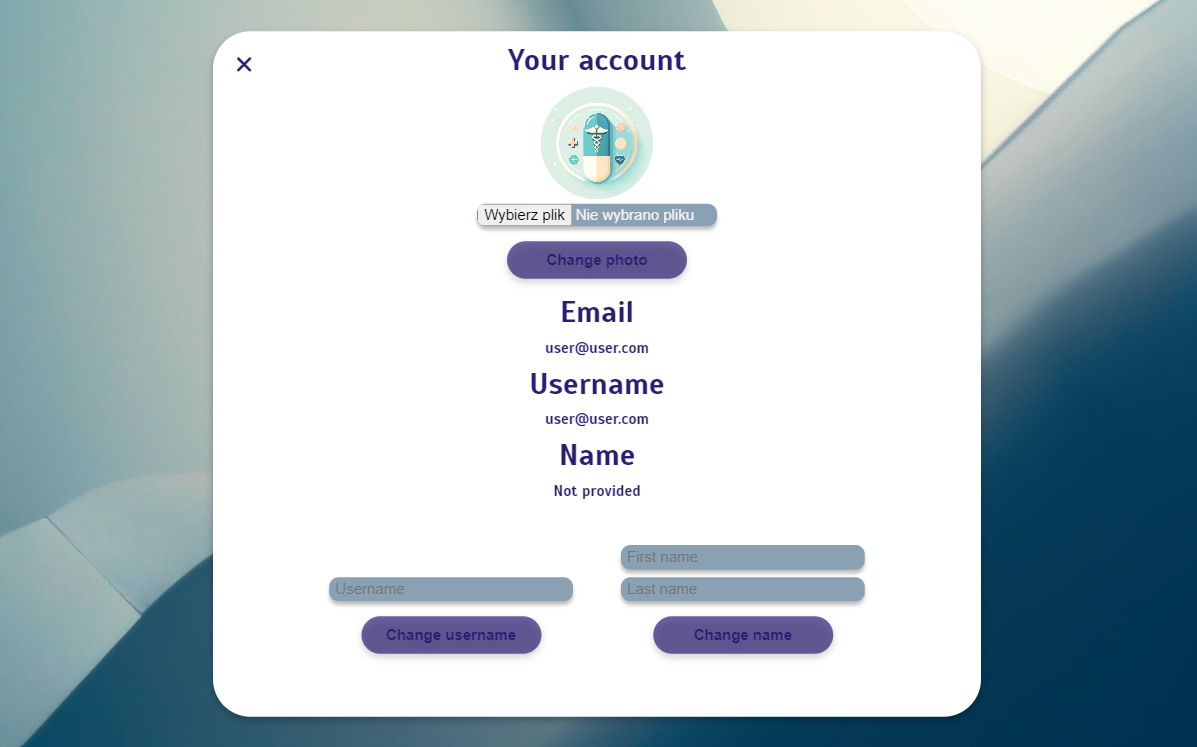 Your account
Wybierz plik Nie wybrano pliku
Change photo
Email
user@user.com
Username
user@user.com
Name
Not provided
First name
Username
Last name
Change username
Change name